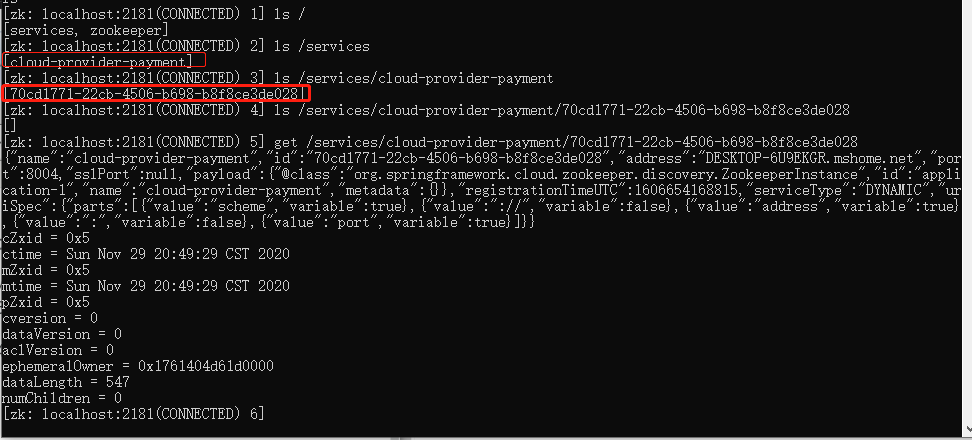 [zk: localhost:2181(CONNECTED) 1] ls /
[services, zookeeper]
[zk: localhost:2181(CONNECTED) 2] ls /services
[cloud-provider-payment]
[zk: localhost:2181(CONNECTED) 3] ls /services/cloud-provider-payment
[70cd1771-22cb-4506-b698-b8f8ce3de028]
[zk: localhost:2181(CONNECTED) 4] ls /services/cloud-provider-payment/70cd1771-22cb-4506-b698-b8f8ce3de028
[]
[zk: localhost:2181(CONNECTED) 5] get /services/cloud-provider-payment/70cd1771-22cb-4506-b698-b8f8ce3de028
{"name":"cloud-provider-payment","id":"70cd1771-22cb-4506-b698-b8f8ce3de028","address":"DESKTOP-6U9EKGR.mshome.net","por
t":8004,"sslPort":null,"payload":{"@class":"org.springframework.cloud.zookeeper.discovery.ZookeeperInstance","id":"appli
cation-1","name":"cloud-provider-payment","metadata":{}},"registrationTimeUTC":1606654168815,"serviceType":"DYNAMIC","ur
iSpec":{"parts":[{"value":"scheme","variable":true},{"value":"://","variable":false},{"value":"address","variable":true}
,{"value":":","variable":false},{"value":"port","variable":true}]}}
cZxid = 0x5
ctime = Sun Nov 29 20:49:29 CST 2020
mZxid = 0x5
mtime = Sun Nov 29 20:49:29 CST 2020
pZxid = 0x5
cversion = 0
dataVersion = 0
aclVersion = 0
ephemeralOwner = 0x1761404d61d0000
dataLength = 547
numChildren = 0
[zk: localhost:2181(CONNECTED) 6]